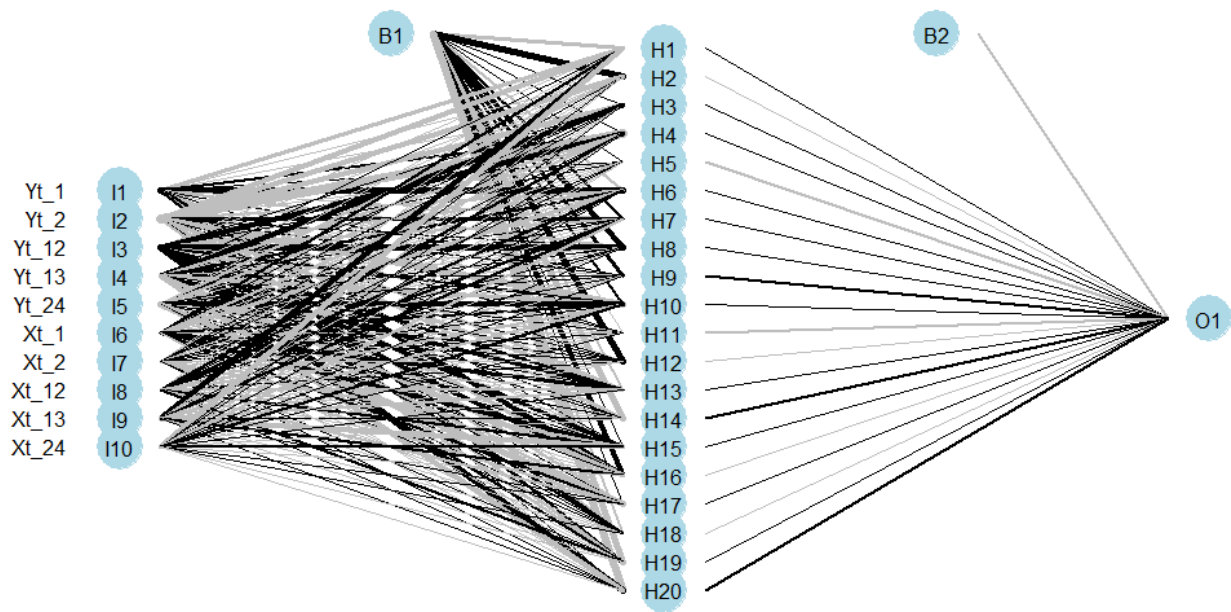 B1
B2
H1
H2
H3
H4
H5
Yt_1 I1 H6
Yt_2 I2 H7
Yt_12 I3 H8
Yt_13 I4 H9
Yt_24 I5 H10
Xt_1 I6 H11 O1
Xt_2 I7 H12
Xt_12 I8 H13
Xt_13 I9 H14
Xt_24 I10 H15
H16
H17
H18
H19
H20